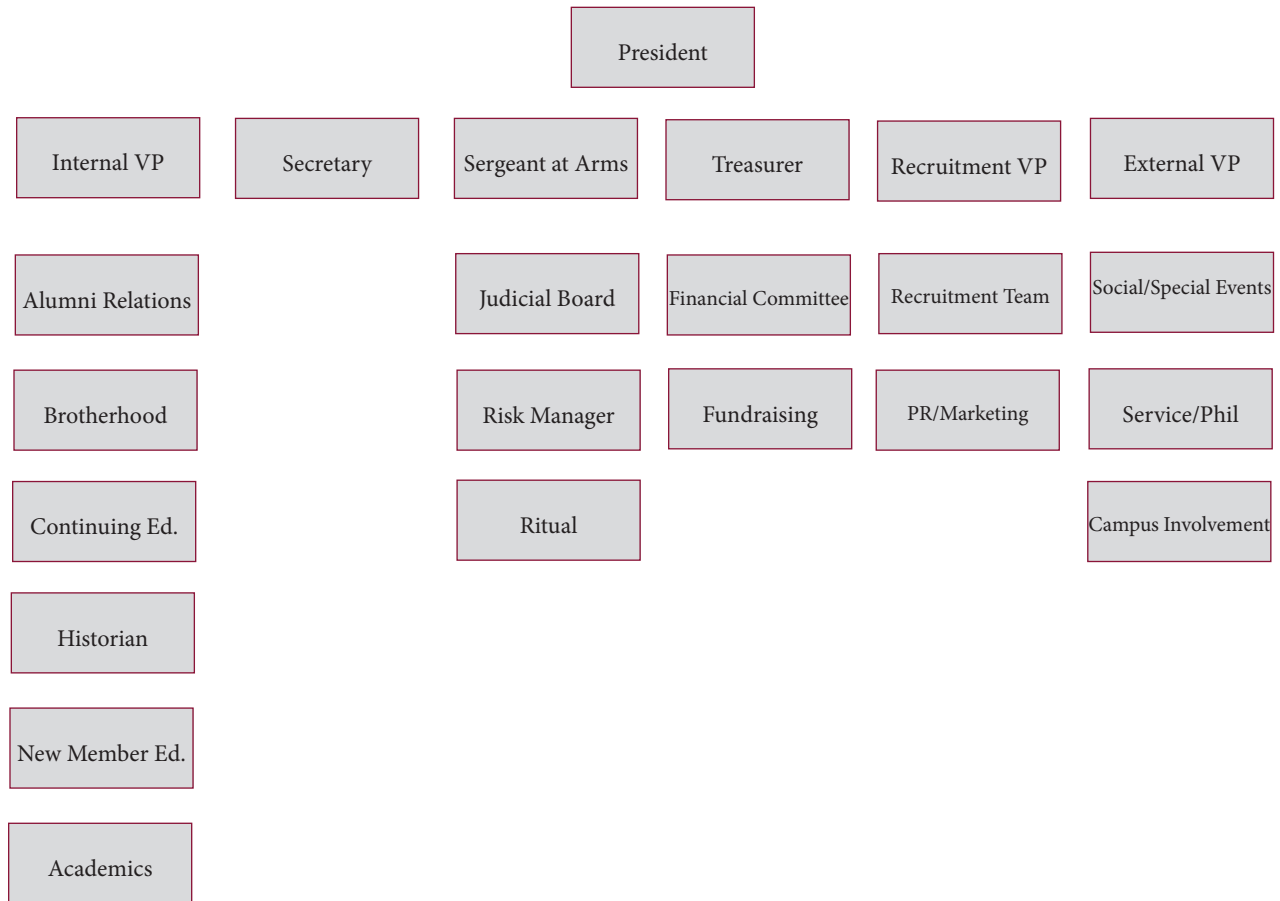 President
Internal VP
Secretary
Sergeant at Arms
Treasurer
Recruitment VP
External VP
Alumni Relations
Judicial Board
Financial Committee
Recruitment Team
Social/Special Events
Brotherhood
Risk Manager
Fundraising
PR/Marketing
Service/Phil
Continuing Ed.
Ritual
Campus Involvement
Historian
New Member Ed.
Academics